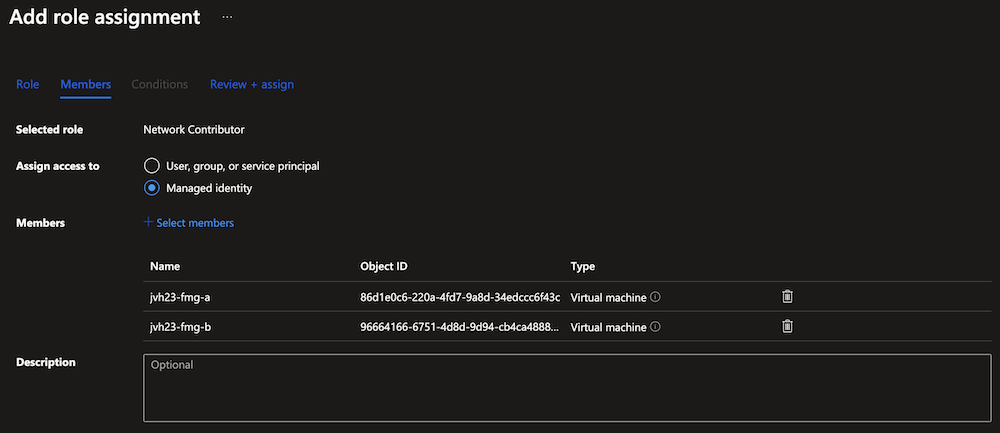 Add role assignment ...
Role Members Conditions Review + assign
Selected role Network Contributor
Assign access to User, group, or service principal
Managed identity
Members + Select members
Name Object ID Type
jvh23-fmg-a 86d1e0c6-220a-4fd7-9a8d-34edccc6f43c Virtual machine
jvh23-fmg-b 96664166-6751-4d8d-9d94-cb4ca4888... Virtual machine
Description Optional